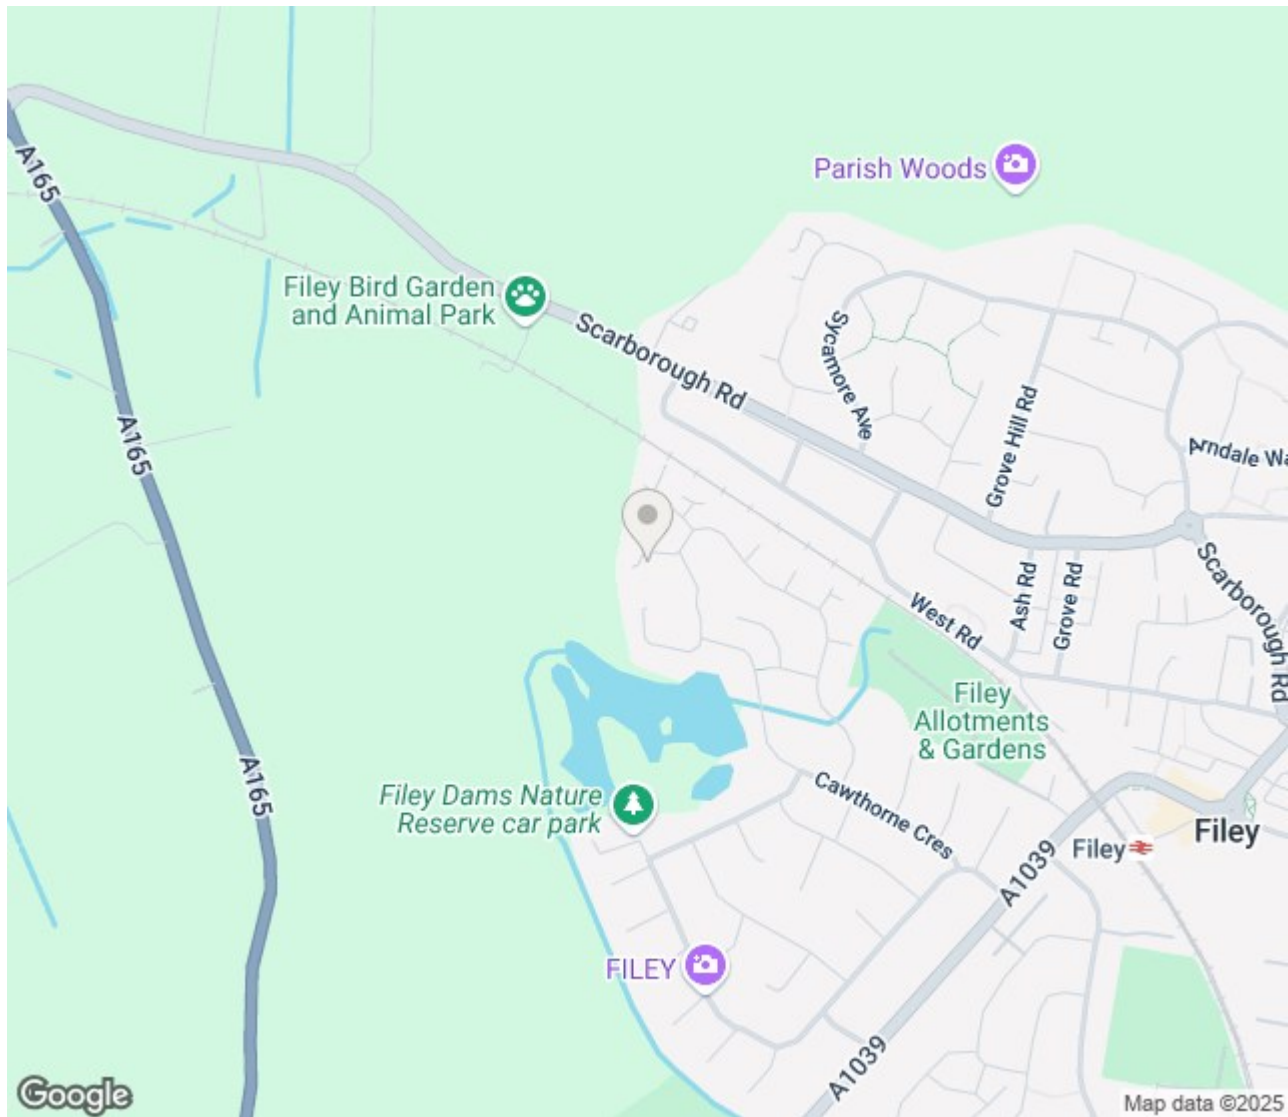 A165
Parish Woods
Filey Bird Garden
and Animal Park
Scarborough Rd
Sycamore Ave
Grove Hill Rd
Arndale Wa
A165
Scarborough Rd
Ash Rd
Grove Rd
West Rd
Filey
Allotments
& Gardens
A165
Filey Dams Nature
Reserve car park
Cawthorne Cres
Filey
Filey
A1039
FILEY
A1039
Google
Map data ©2025